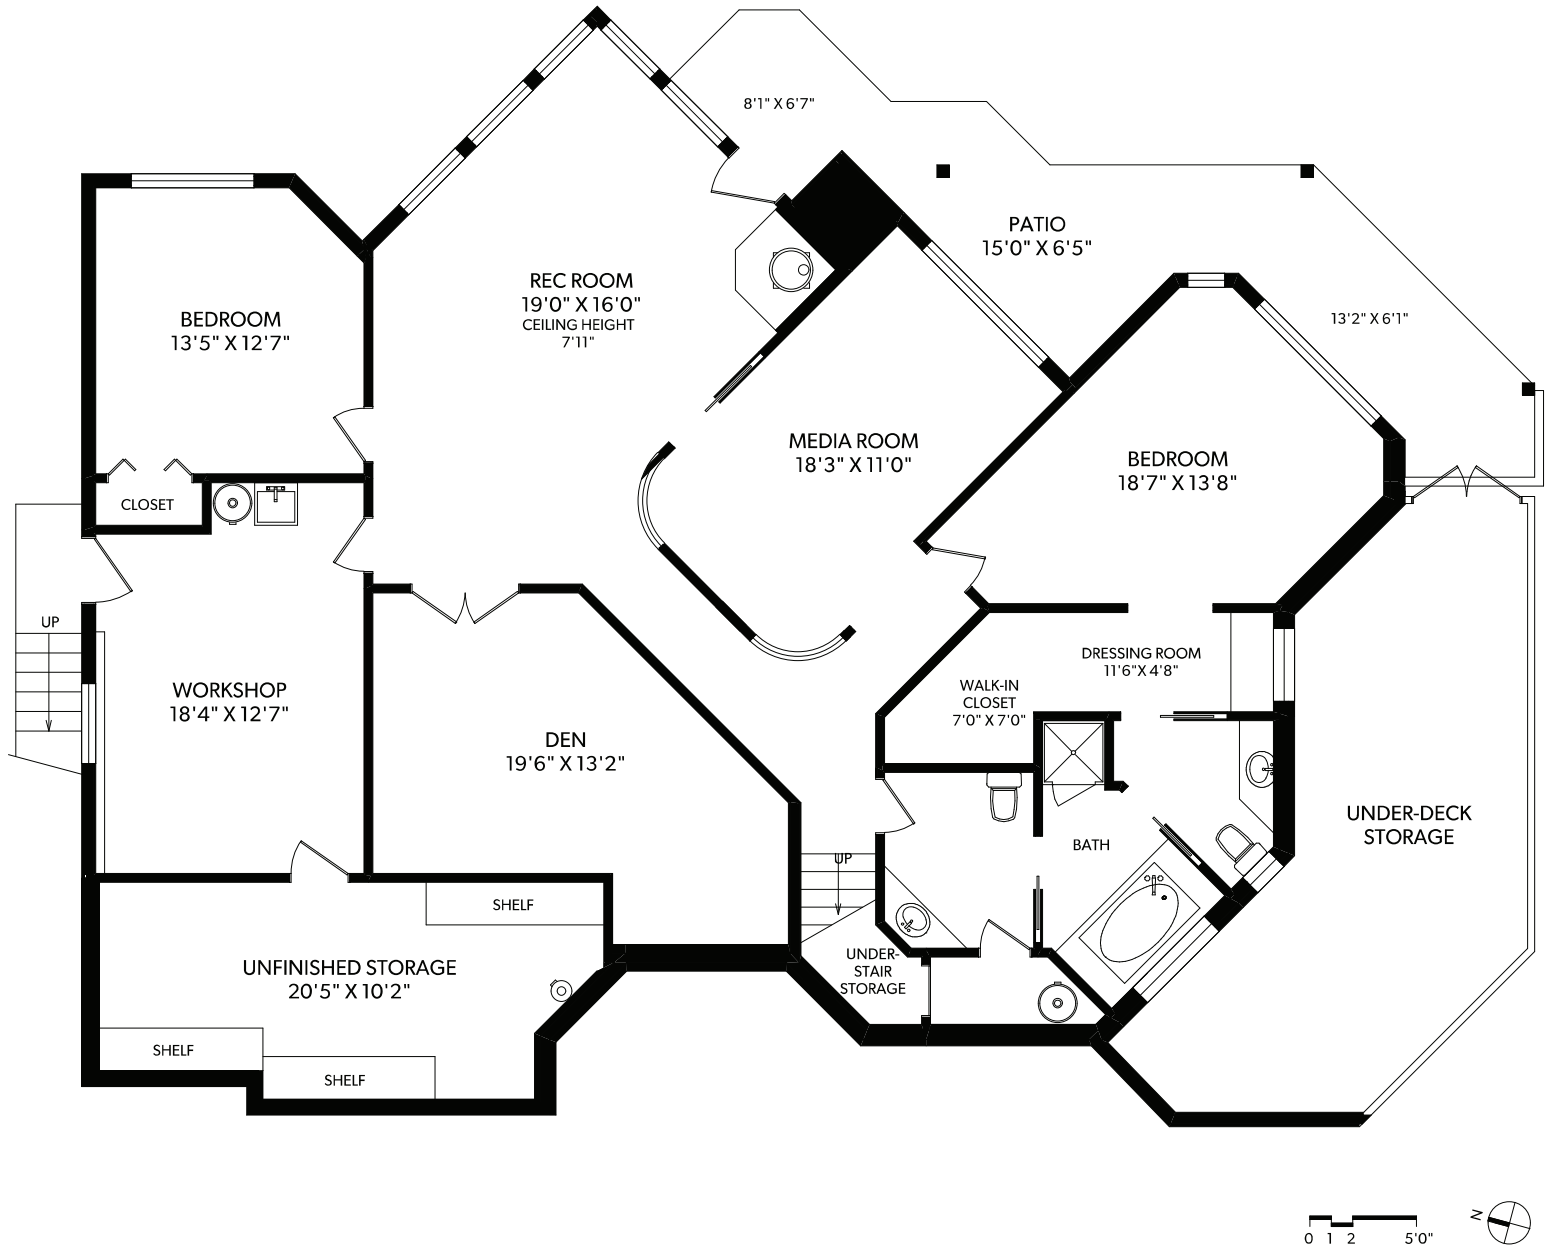 8'1" X 6'7"
PATIO
15'0" X 6'5"
REC ROOM
19'0" X 16'0"
CEILING HEIGHT
7'11"
BEDROOM
13'5" X 12'7"
13'2" X 6'1"
MEDIA ROOM
18'3" X 11'0"
BEDROOM
18'7" X 13'8"
CLOSET
UP
WORKSHOP
18'4" X 12'7"
DRESSING ROOM
11'6"X 4'8"
WALK-IN
CLOSET
7'0" X 7'0"
DEN
19'6" X 13'2"
UNDER-DECK
STORAGE
BATH
UP
SHELF
UNFINISHED STORAGE
20'5" X 10'2"
UNDER-
STAIR
STORAGE
SHELF
SHELF
N
0 1 2 5'0"